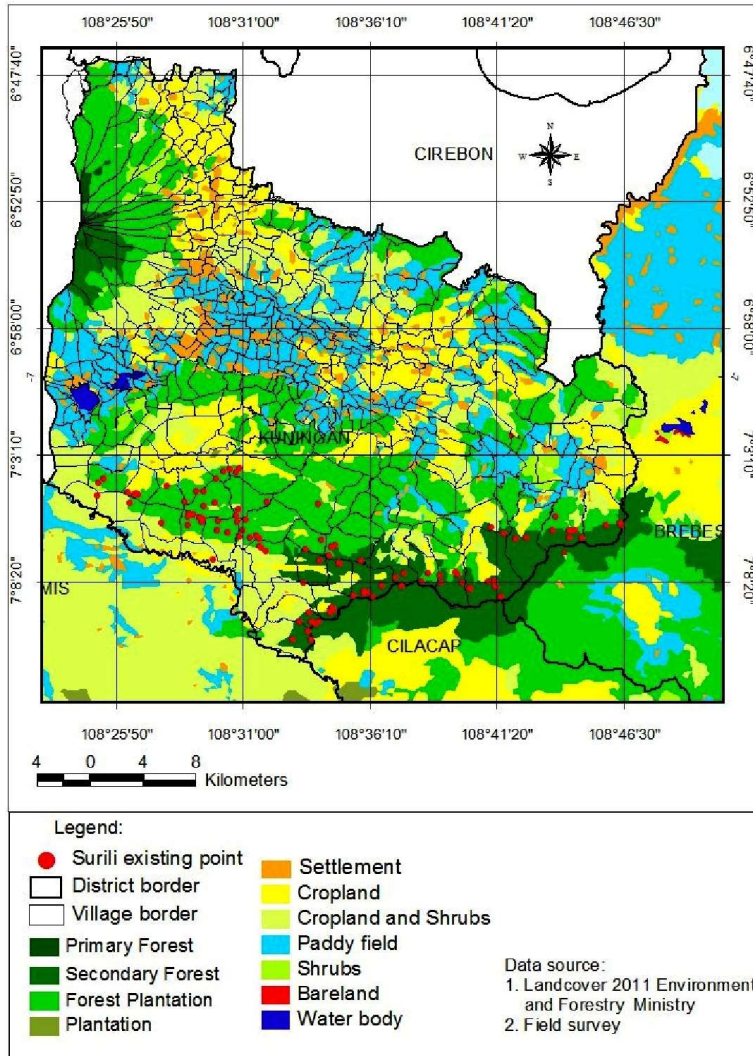 108°25'50" 108°31'00" 108°36'10" 108°41'20" 108°46'30"
6°47'40" 6°47'40"
N
CIREBON W E
S
6°52'50" 6°52'50"
6°58'00" 6°58'00"
-7 -7
KUNINGAN
7°3'10" 7°3'10"
BREBES
7°8'20" 7°8'20"
MIS
CILACAP
108°25'50" 108°31'00" 108°36'10" 108°41'20" 108°46'30"
4 0 4 8
Kilometers
Legend:
Surili existing point
District border
Village border
Primary Forest
Secondary Forest
Forest Plantation
Plantation
Settlement
Cropland
Cropland and Shrubs
Paddy field
Shrubs
Bareland
Water body
Data source:
1. Landcover 2011 Environment
and Forestry Ministry
2. Field survey